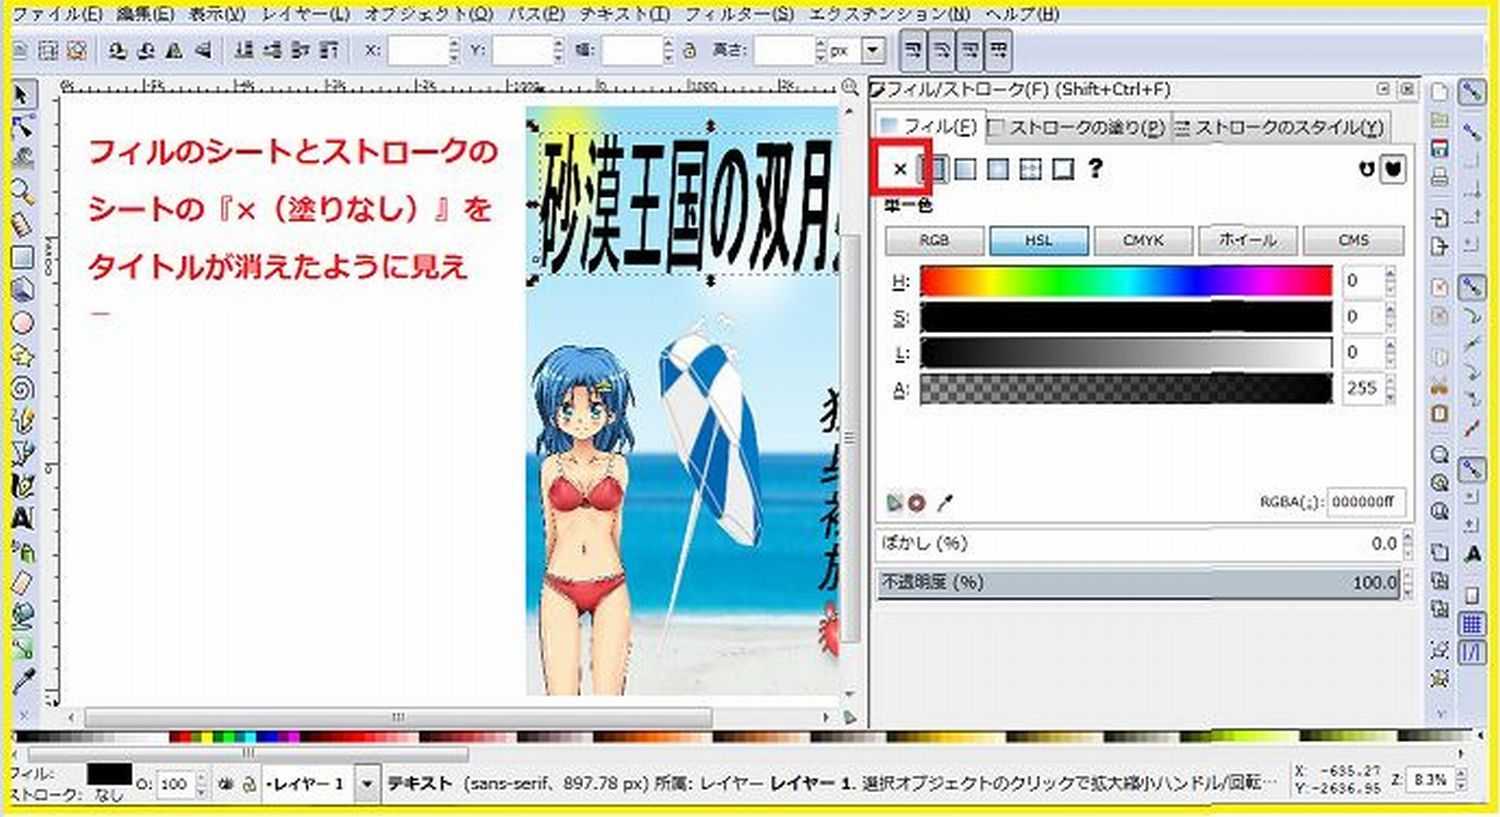 ファイル(F) 編集(E) 表示(V) レイヤー(L) オブジェクト(O) パス(P) テキスト(T) フィルター(S) エクステンション(N) ヘルプ(H)
X: Y: 幅: 高さ: px
フィル/ストローク(F) (Shift+Ctrl+F)
フィル(F) ストロークの塗り(P) ストロークのスタイル(Y)
フィルのシートとストロークの
シートの『×（塗りなし）』を
タイトルが消えたように見え
砂漠王国の双月
?
単一色
RGB HSL CMYK ホイール CMS
H: 0
S: 0
L: 0
A: 255
RGBA(:): 000000ff
ぼかし (%) 0.0
不透明度 (%) 100.0
フィル:
ストローク: なし
O: 100
•レイヤー 1
テキスト (sans-serif、897.78 px) 所属: レイヤー レイヤー 1. 選択オブジェクトのクリックで拡大縮小ハンドル/回転…
X: -635.27
Y:-2636.95
Z: 8.3%